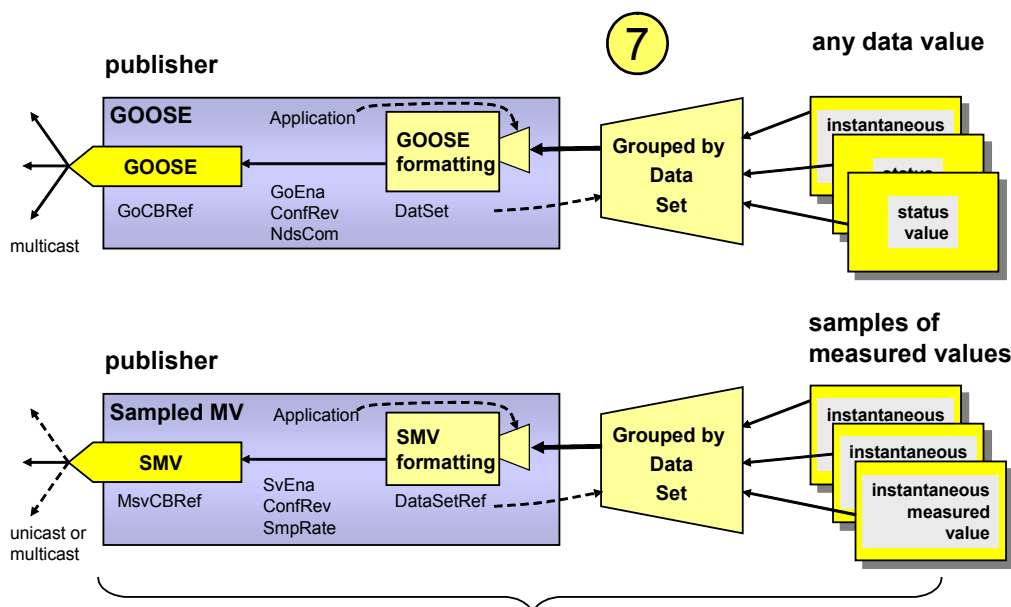 7
any data value
publisher
GOOSE
Application
GOOSE
formatting
Grouped by
Data
Set
instantaneous
status
status
value
GOOSE
GoCBRef
GoEna
ConfRev
NdsCom
DatSet
multicast
samples of
measured values
publisher
Sampled MV
Application
SMV
formatting
Grouped by
Data
Set
instantaneous
instantaneous
instantaneous
measured
value
SMV
MsvCBRef
SvEna
ConfRev
SmpRate
DataSetRef
unicast or
multicast